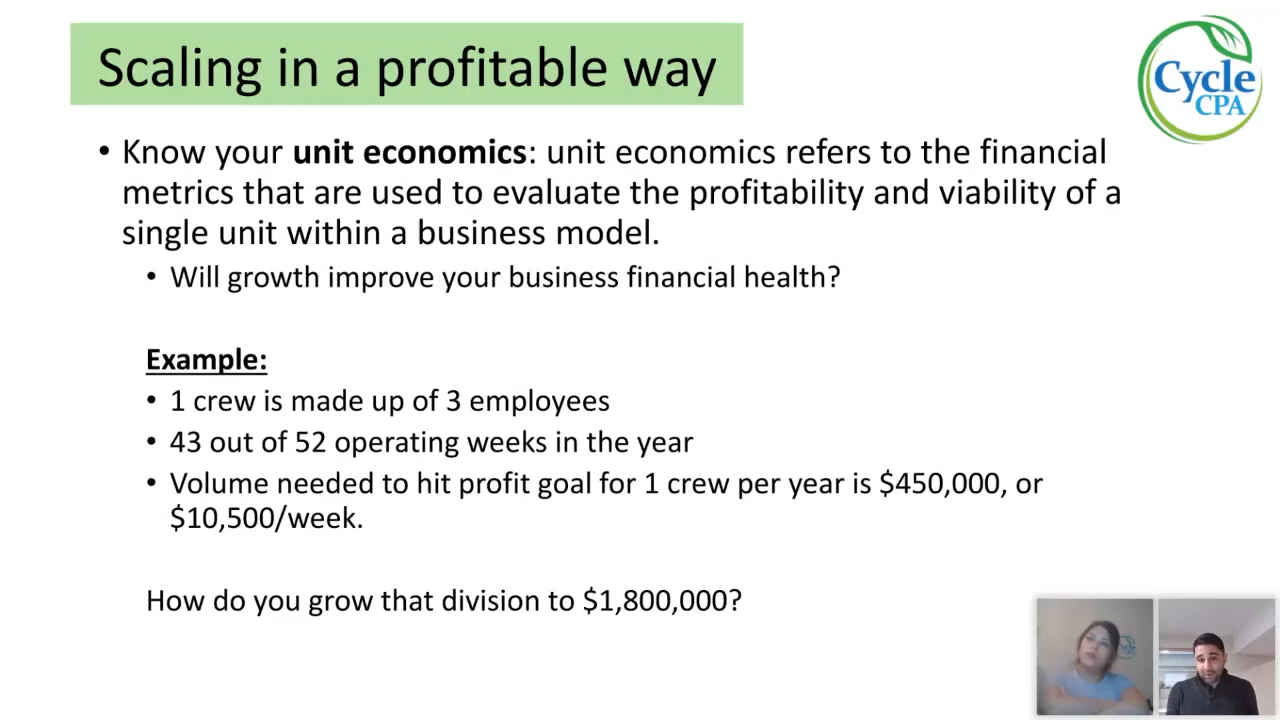 Scaling in a profitable way
Cycle
CPA
• Know your unit economics: unit economics refers to the financial
metrics that are used to evaluate the profitability and viability of a
single unit within a business model.
• Will growth improve your business financial health?
Example:
• 1 crew is made up of 3 employees
• 43 out of 52 operating weeks in the year
• Volume needed to hit profit goal for 1 crew per year is $450,000, or
$10,500/week.
How do you grow that division to $1,800,000?